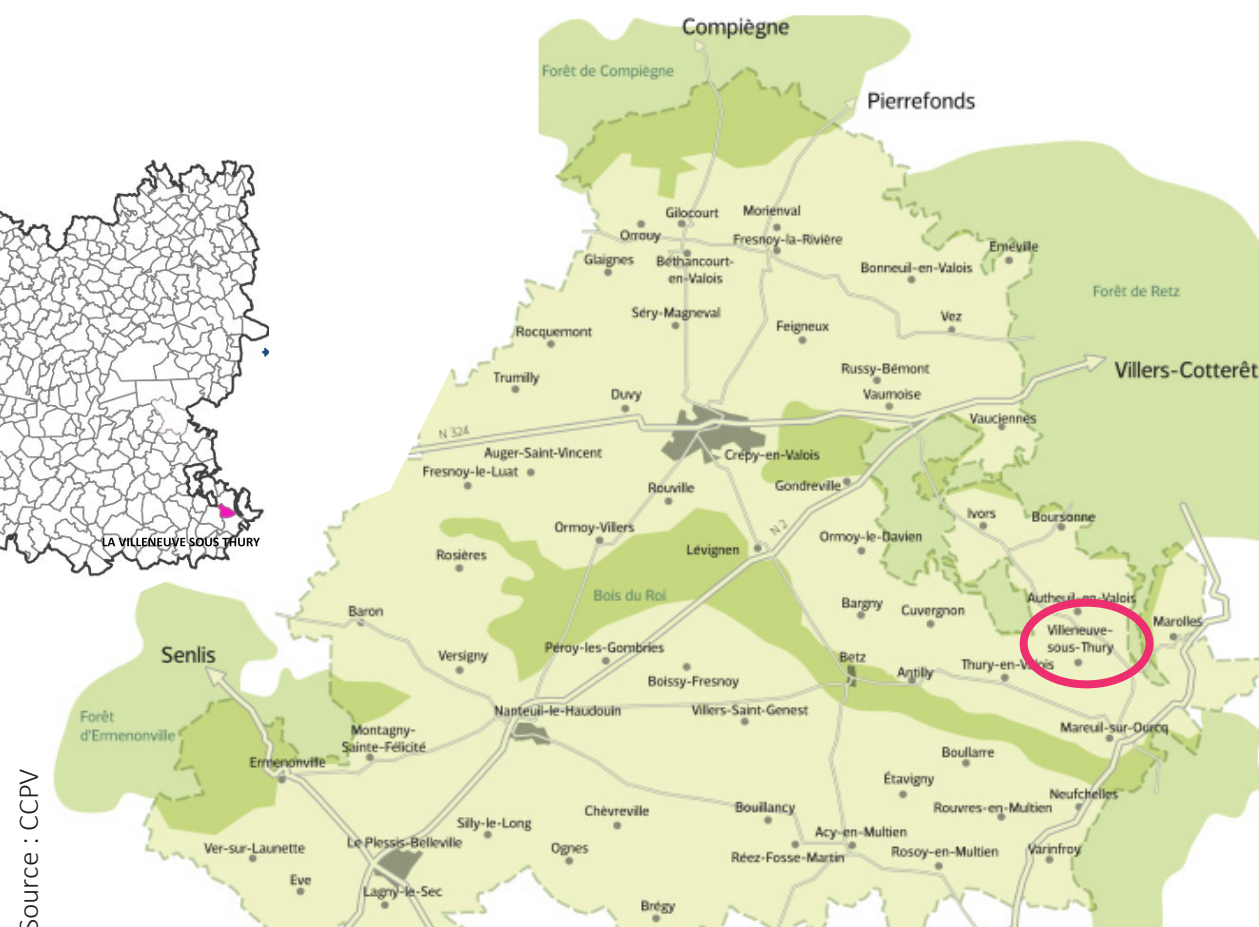 Compiègne
Forêt de Compiègne
Pierrefonds
Gilocourt
Morienval
Orrouy
Fresnoy-la-Rivière
Eméville
Glaignes
Béthancourt-
en-Valois
Bonneuil-en-Valois
Forêt de Retz
Séry-Magneval
Vez
Rocquemont
Feigneux
Russy-Bémont
Villers-Cotterêt
Trumilly
Duvy
Vaumoise
Vauciennes
N 324
Auger-Saint-Vincent
Crépy-en-Valois
Fresnoy-le-Luat
Rouville
Gondreville
Ivors
Boursonne
Ormoy-Villers
N 2
LA VILLENEUVE SOUS THURY
Rosières
Lévignen
Ormoy-le-Davien
Bois du Roi
Autheuil-en-Valois
Baron
Bargny
Cuvergnon
Villeneuve-
sous-Thury
Marolles
Senlis
Versigny
Péroy-les-Gombries
Betz
Antilly
Thury-en-Valois
Boissy-Fresnoy
Nanteuil-le-Haudouin
Villers-Saint-Genest
Forêt
d'Ermenonville
Montagny-
Sainte-Félicité
Mareuil-sur-Ourcq
Ermenonville
Boullarre
Étavigny
Neufchelles
Chèvreville
Bouillancy
Rouvres-en-Multien
Silly-le-Long
Acy-en-Multien
Ver-sur-Launette
Le Plessis-Belleville
Ognes
Réez-Fosse-Martin
Rosoy-en-Multien
Varinfroy
Eve
Lagny-le-Sec
Brégy
Source : CCPV